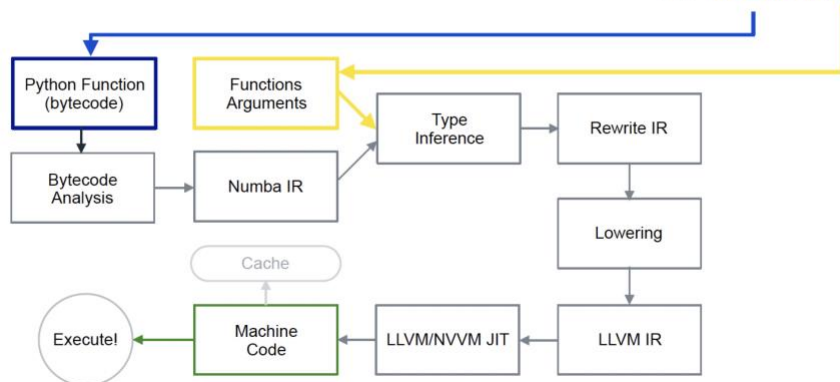 Python Function
(bytecode)
Functions
Arguments
Type
Inference
Rewrite IR
Bytecode
Analysis
Numba IR
Lowering
Cache
Execute!
Machine
Code
LLVM/NVVM JIT
LLVM IR